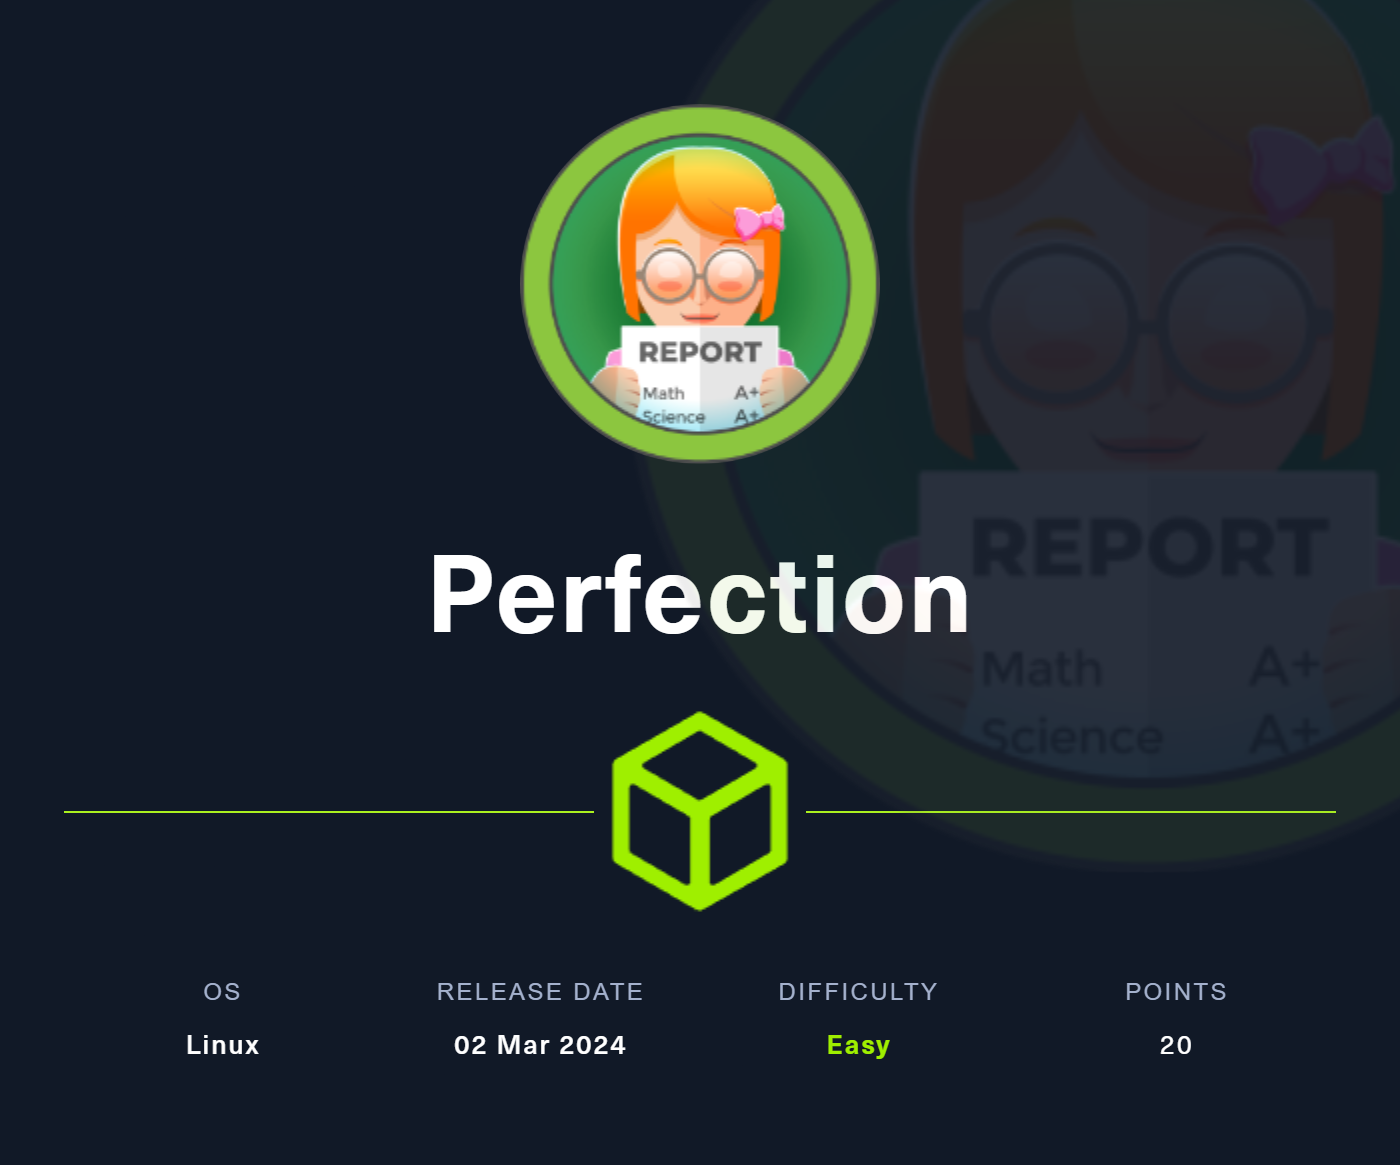 REPORT
Math A+
Science A+
Perfection
REPORT
Math A+
Science A+
OS RELEASE DATE DIFFICULTY POINTS
Linux 02 Mar 2024 Easy 20